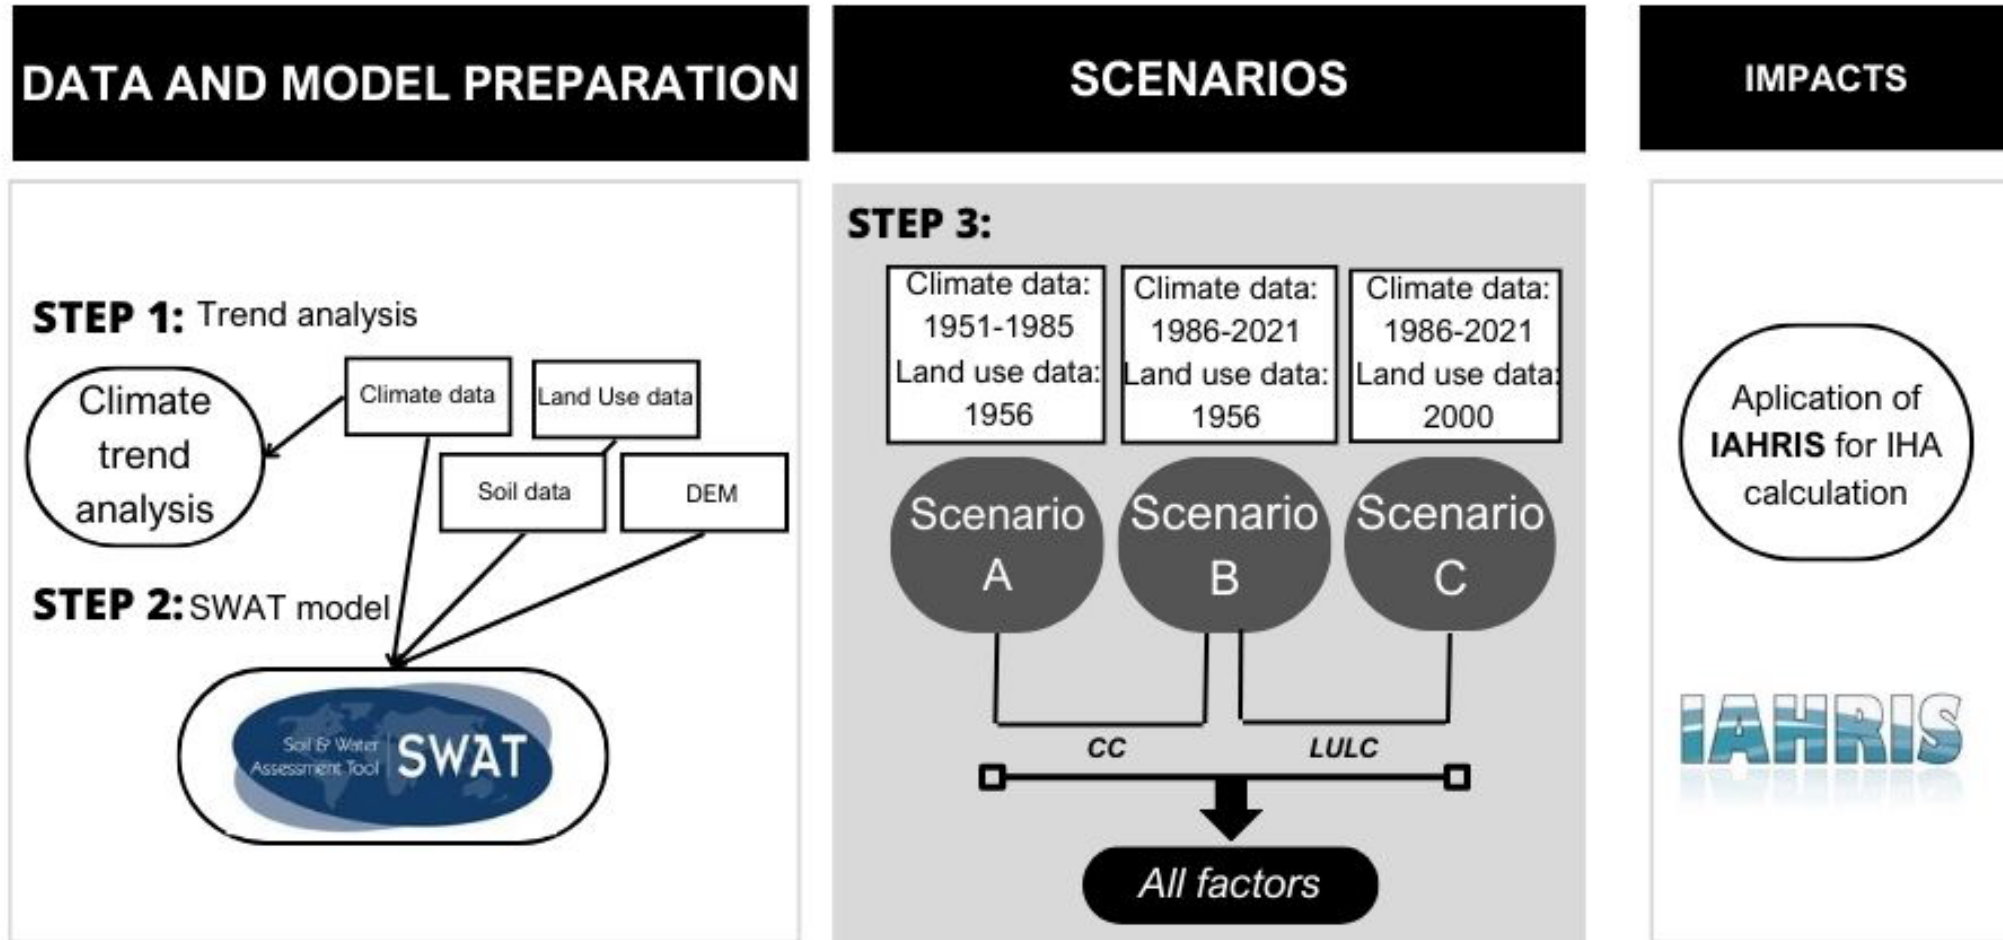 DATA AND MODEL PREPARATION
STEP 1: Trend analysis
Climate
trend
analysis
Climate data
Land Use data
Soil data
DEM
STEP 2: SWAT model
Soil & Water
Assessment Tool
SWAT
SCENARIOS
STEP 3:
Climate data:
1951-1985
Land use data:
1956
Climate data:
1986-2021
Land use data:
1956
Climate data:
1986-2021
Land use data:
2000
Scenario
A
Scenario
B
Scenario
C
CC
LULC
All factors
IMPACTS
Aplication of
IAHRIS for IHA
calculation
IAHRIS